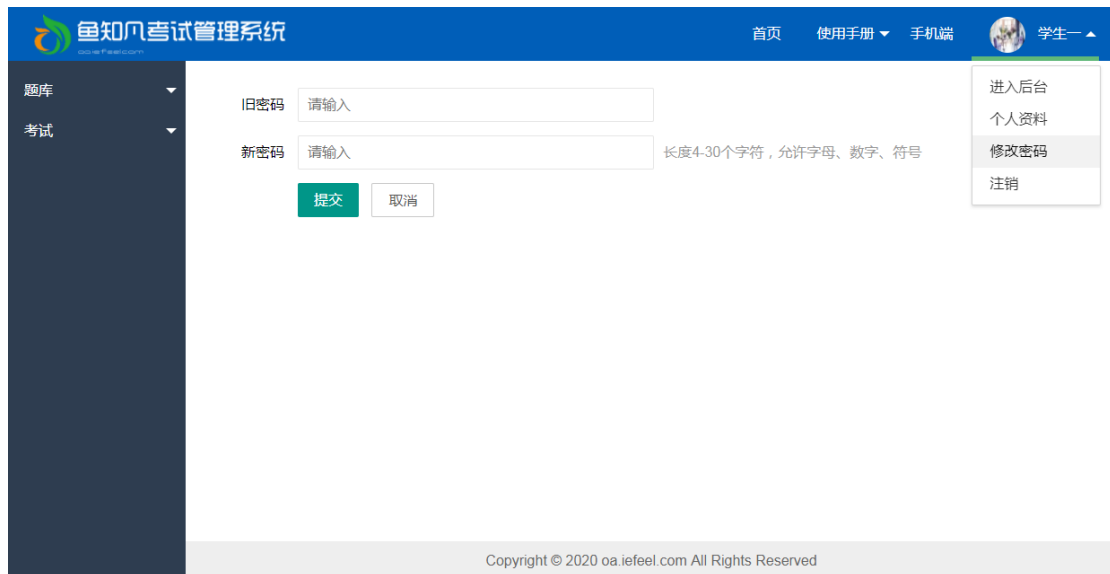 鱼知凡考试管理系统
oa.iefeel.com
首页 使用手册 手机端 学生一
题库
考试
进入后台
个人资料
修改密码
注销
旧密码 请输入
新密码 请输入 长度4-30个字符，允许字母、数字、符号
提交 取消
Copyright © 2020 oa.iefeel.com All Rights Reserved